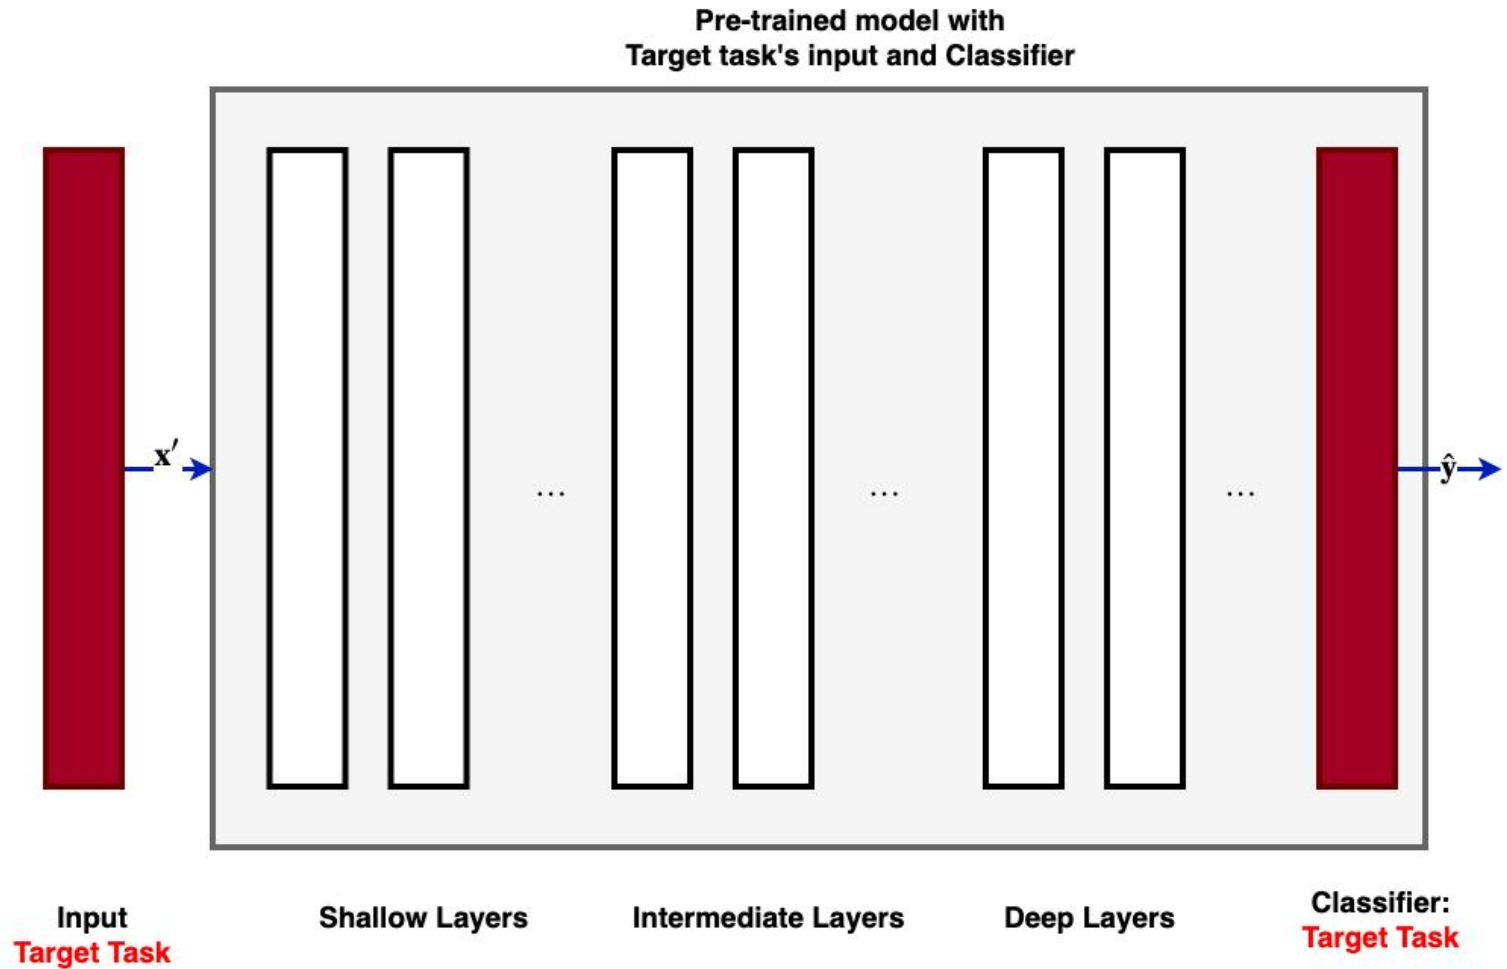 Pre-trained model with
Target task's input and Classifier
x′
...
...
...
ŷ
Input
Target Task
Shallow Layers
Intermediate Layers
Deep Layers
Classifier:
Target Task